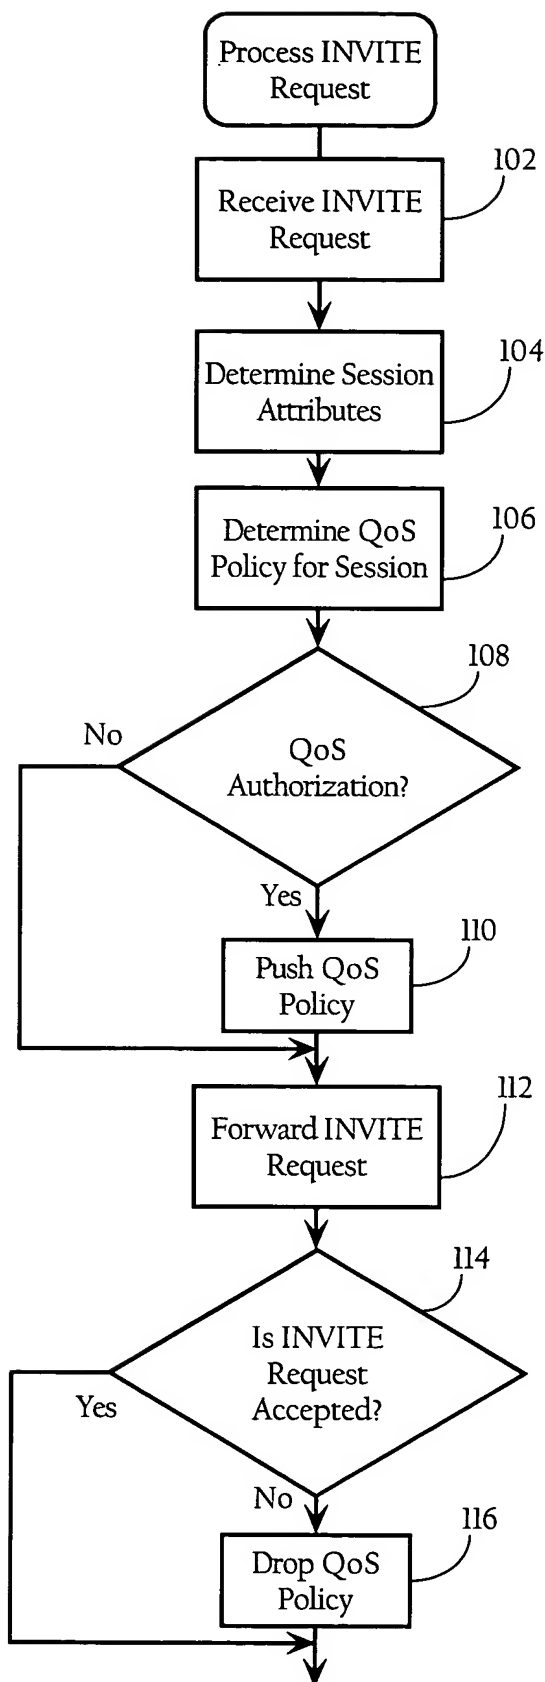 Process INVITE
Request
102
Receive INVITE
Request
104
Determine Session
Attributes
106
Determine QoS
Policy for Session
108
No
QoS
Authorization?
Yes
110
Push QoS
Policy
112
Forward INVITE
Request
114
Is INVITE
Request
Accepted?
Yes
No
116
Drop QoS
Policy